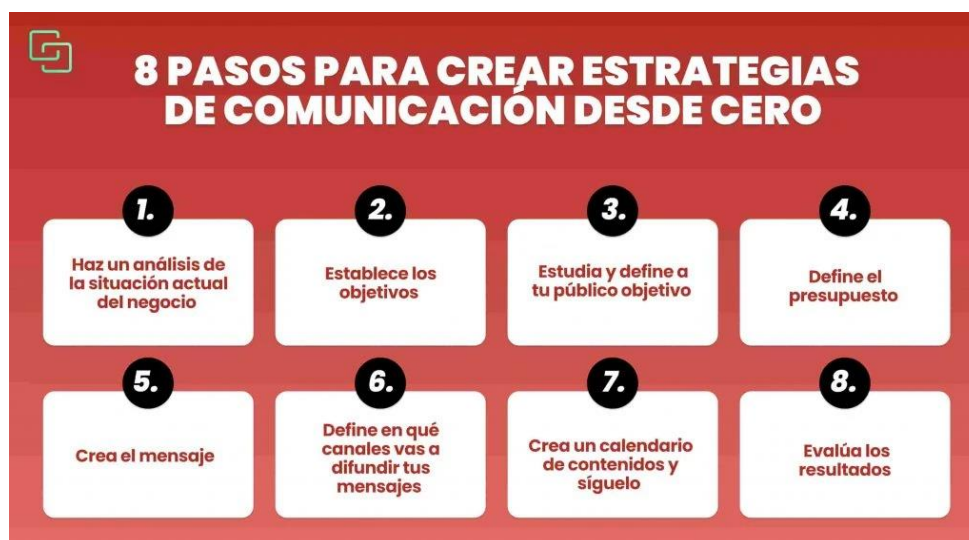 8 PASOS PARA CREAR ESTRATEGIAS
DE COMUNICACIÓN DESDE CERO
1.
Haz un análisis de
la situación actual
del negocio
2.
Establece los
objetivos
3.
Estudia y define a
tu público objetivo
4.
Define el
presupuesto
5.
Crea el mensaje
6.
Define en qué
canales vas a
difundir tus
mensajes
7.
Crea un calendario
de contenidos y
síguelo
8.
Evalúa los
resultados